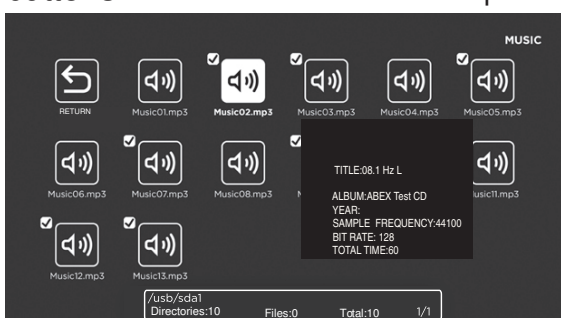 MUSIC
RETURN Music01.mp3 Music02.mp3 Music03.mp3 Music04.mp3 Music05.mp3
TITLE:08.1 Hz L
Music06.mp3 Music07.mp3 Music08.mp3
ALBUM:ABEX Test CD
YEAR:
SAMPLE FREQUENCY:44100
BIT RATE: 128
TOTAL TIME:60
Music12.mp3 Music13.mp3
/usb/sda1
Directories:10 Files:0 Total:10 1/1